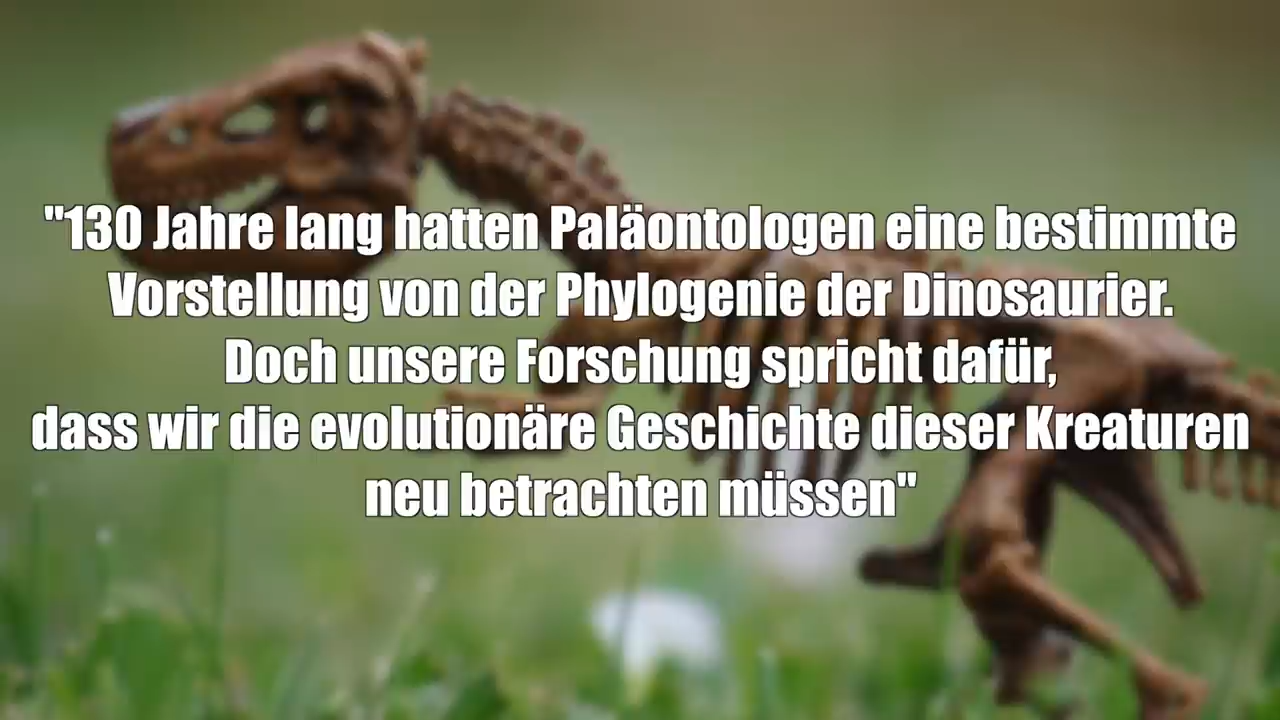 "130 Jahre lang hatten Paläontologen eine bestimmte
Vorstellung von der Phylogenie der Dinosaurier.
Doch unsere Forschung spricht dafür,
dass wir die evolutionäre Geschichte dieser Kreaturen
neu betrachten müssen"